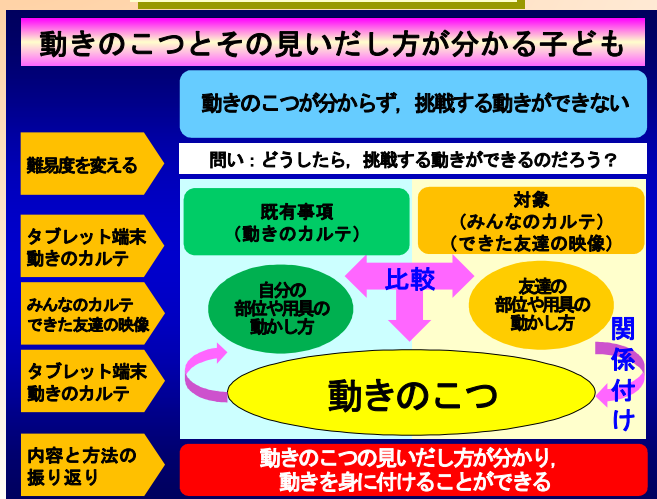 動きのこつとその見いだし方が分かる子ども
動きのこつが分からず，挑戦する動きができない
難易度を変える
問い：どうしたら，挑戦する動きができるのだろう？
既有事項
（動きのカルテ）
対象
（みんなのカルテ）
（できた友達の映像）
タブレット端末
動きのカルテ
比較
自分の
部位や用具の
動かし方
友達の
部位や用具の
動かし方
みんなのカルテ
できた友達の映像
関係付け
タブレット端末
動きのカルテ
動きのこつ
内容と方法の
振り返り
動きのこつの見いだし方が分かり，
動きを身に付けることができる